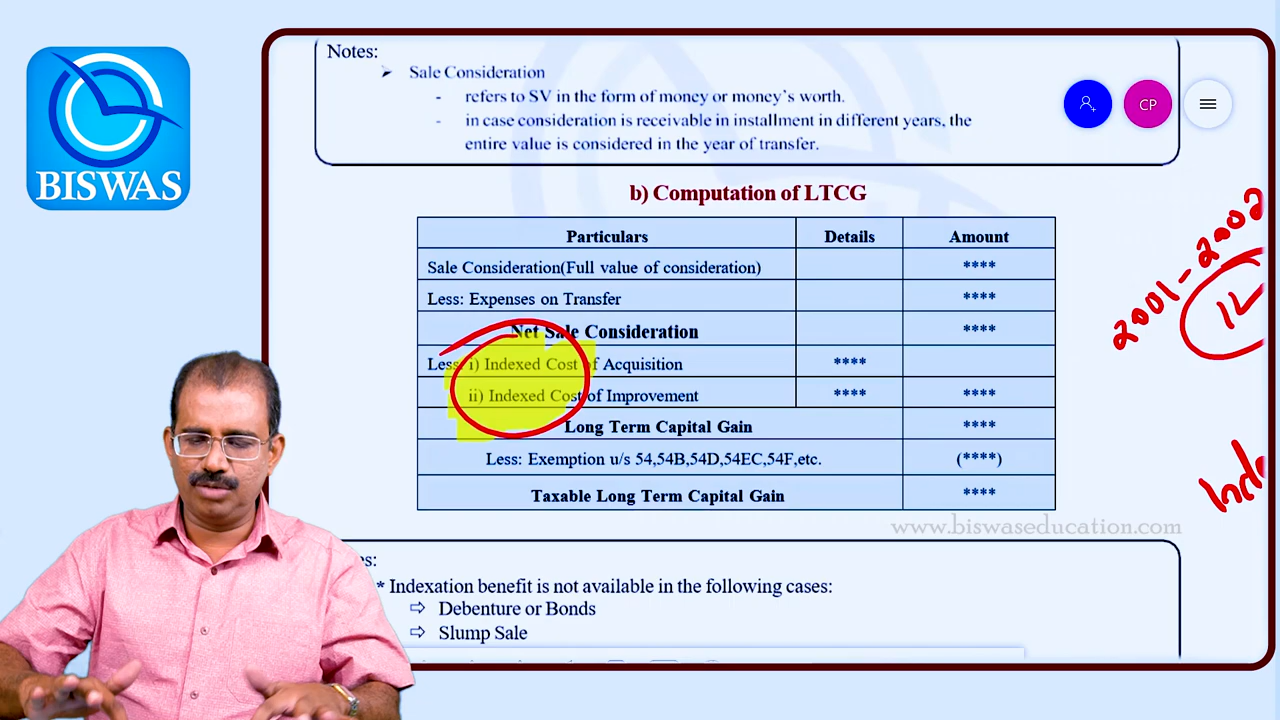 BISWAS
Notes:
➤ Sale Consideration
- refers to SV in the form of money or money's worth.
- in case consideration is receivable in installment in different years, the
entire value is considered in the year of transfer.
CP
b) Computation of LTCG
Particulars Details Amount
Sale Consideration(Full value of consideration) ****
Less: Expenses on Transfer ****
Net Sale Consideration ****
Less: i) Indexed Cost of Acquisition ****
ii) Indexed Cost of Improvement **** ****
Long Term Capital Gain ****
Less: Exemption u/s 54,54B,54D,54EC,54F,etc. (****)
Taxable Long Term Capital Gain ****
2001-2002
www.biswaseducation.com
* Indexation benefit is not available in the following cases:
⇨ Debenture or Bonds
⇨ Slump Sale